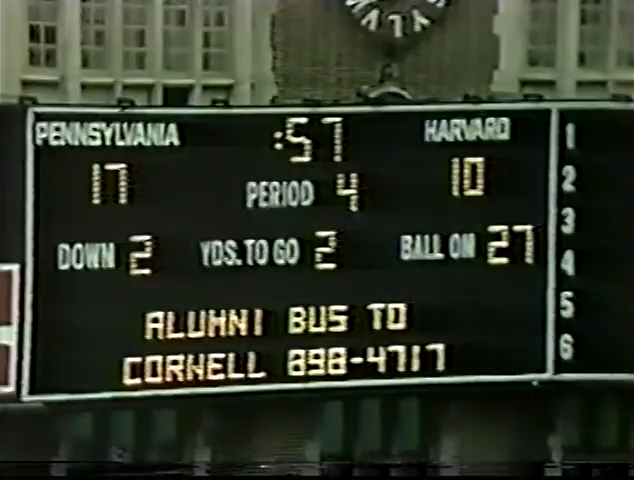 PENNSYLVANIA :57 HARVARD
17 PERIOD 4 10
DOWN 2 YDS. TO GO 2 BALL ON 27
ALUMNI BUS TO
CORNELL 898-4717
1
2
3
4
5
6